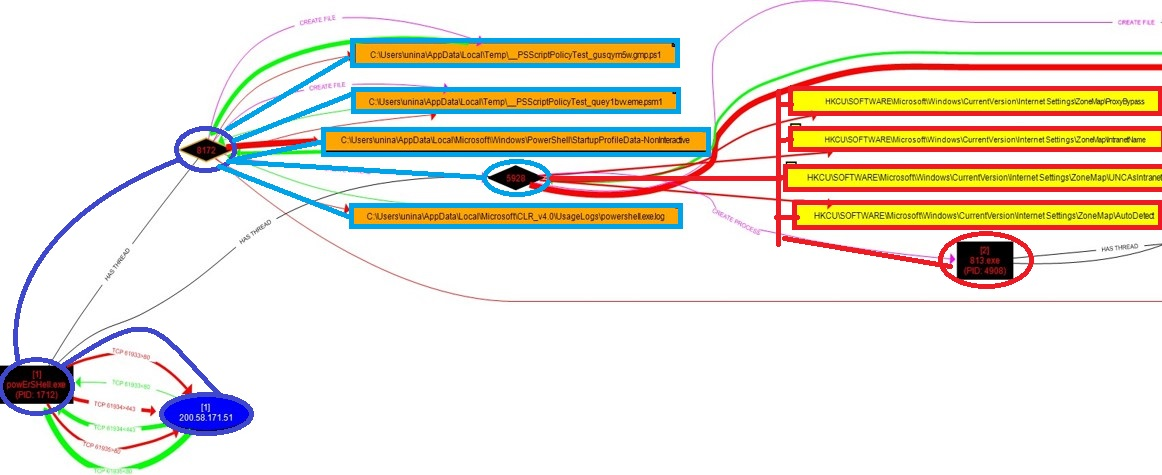 CREATE FILE
CREATE FILE
C:\Users\unina\AppData\Local\Temp\__PSScriptPolicyTest_gusqym5w.gmp.ps1
CREATE FILE
C:\Users\unina\AppData\Local\Temp\__PSScriptPolicyTest_quey1bvv.eme.psm1
HKCU\SOFTWARE\Microsoft\Windows\CurrentVersion\Internet Settings\ZoneMap\ProxyBypass
8172
C:\Users\unina\AppData\Local\Microsoft\Windows\PowerShell\StartupProfileData-NonInteractive
HKCU\SOFTWARE\Microsoft\Windows\CurrentVersion\Internet Settings\ZoneMap\IntranetName
5928
HKCU\SOFTWARE\Microsoft\Windows\CurrentVersion\Internet Settings\ZoneMap\UNCAsIntranet
C:\Users\unina\AppData\Local\Microsoft\CLR_v4.0\UsageLogs\powershell.exe.log
HKCU\SOFTWARE\Microsoft\Windows\CurrentVersion\Internet Settings\ZoneMap\AutoDetect
CREATE PROCESS
HAS THREAD
HAS THREAD
[2]
813.exe
(PID: 4908)
HAS THREAD
[1]
powErSHell.exe
(PID: 1712)
TCP 61933>80
TCP 61933>80
TCP 61934>443
TCP 61934>443
TCP 61935>80
TCP 61935>80
[1]
200.58.171.51